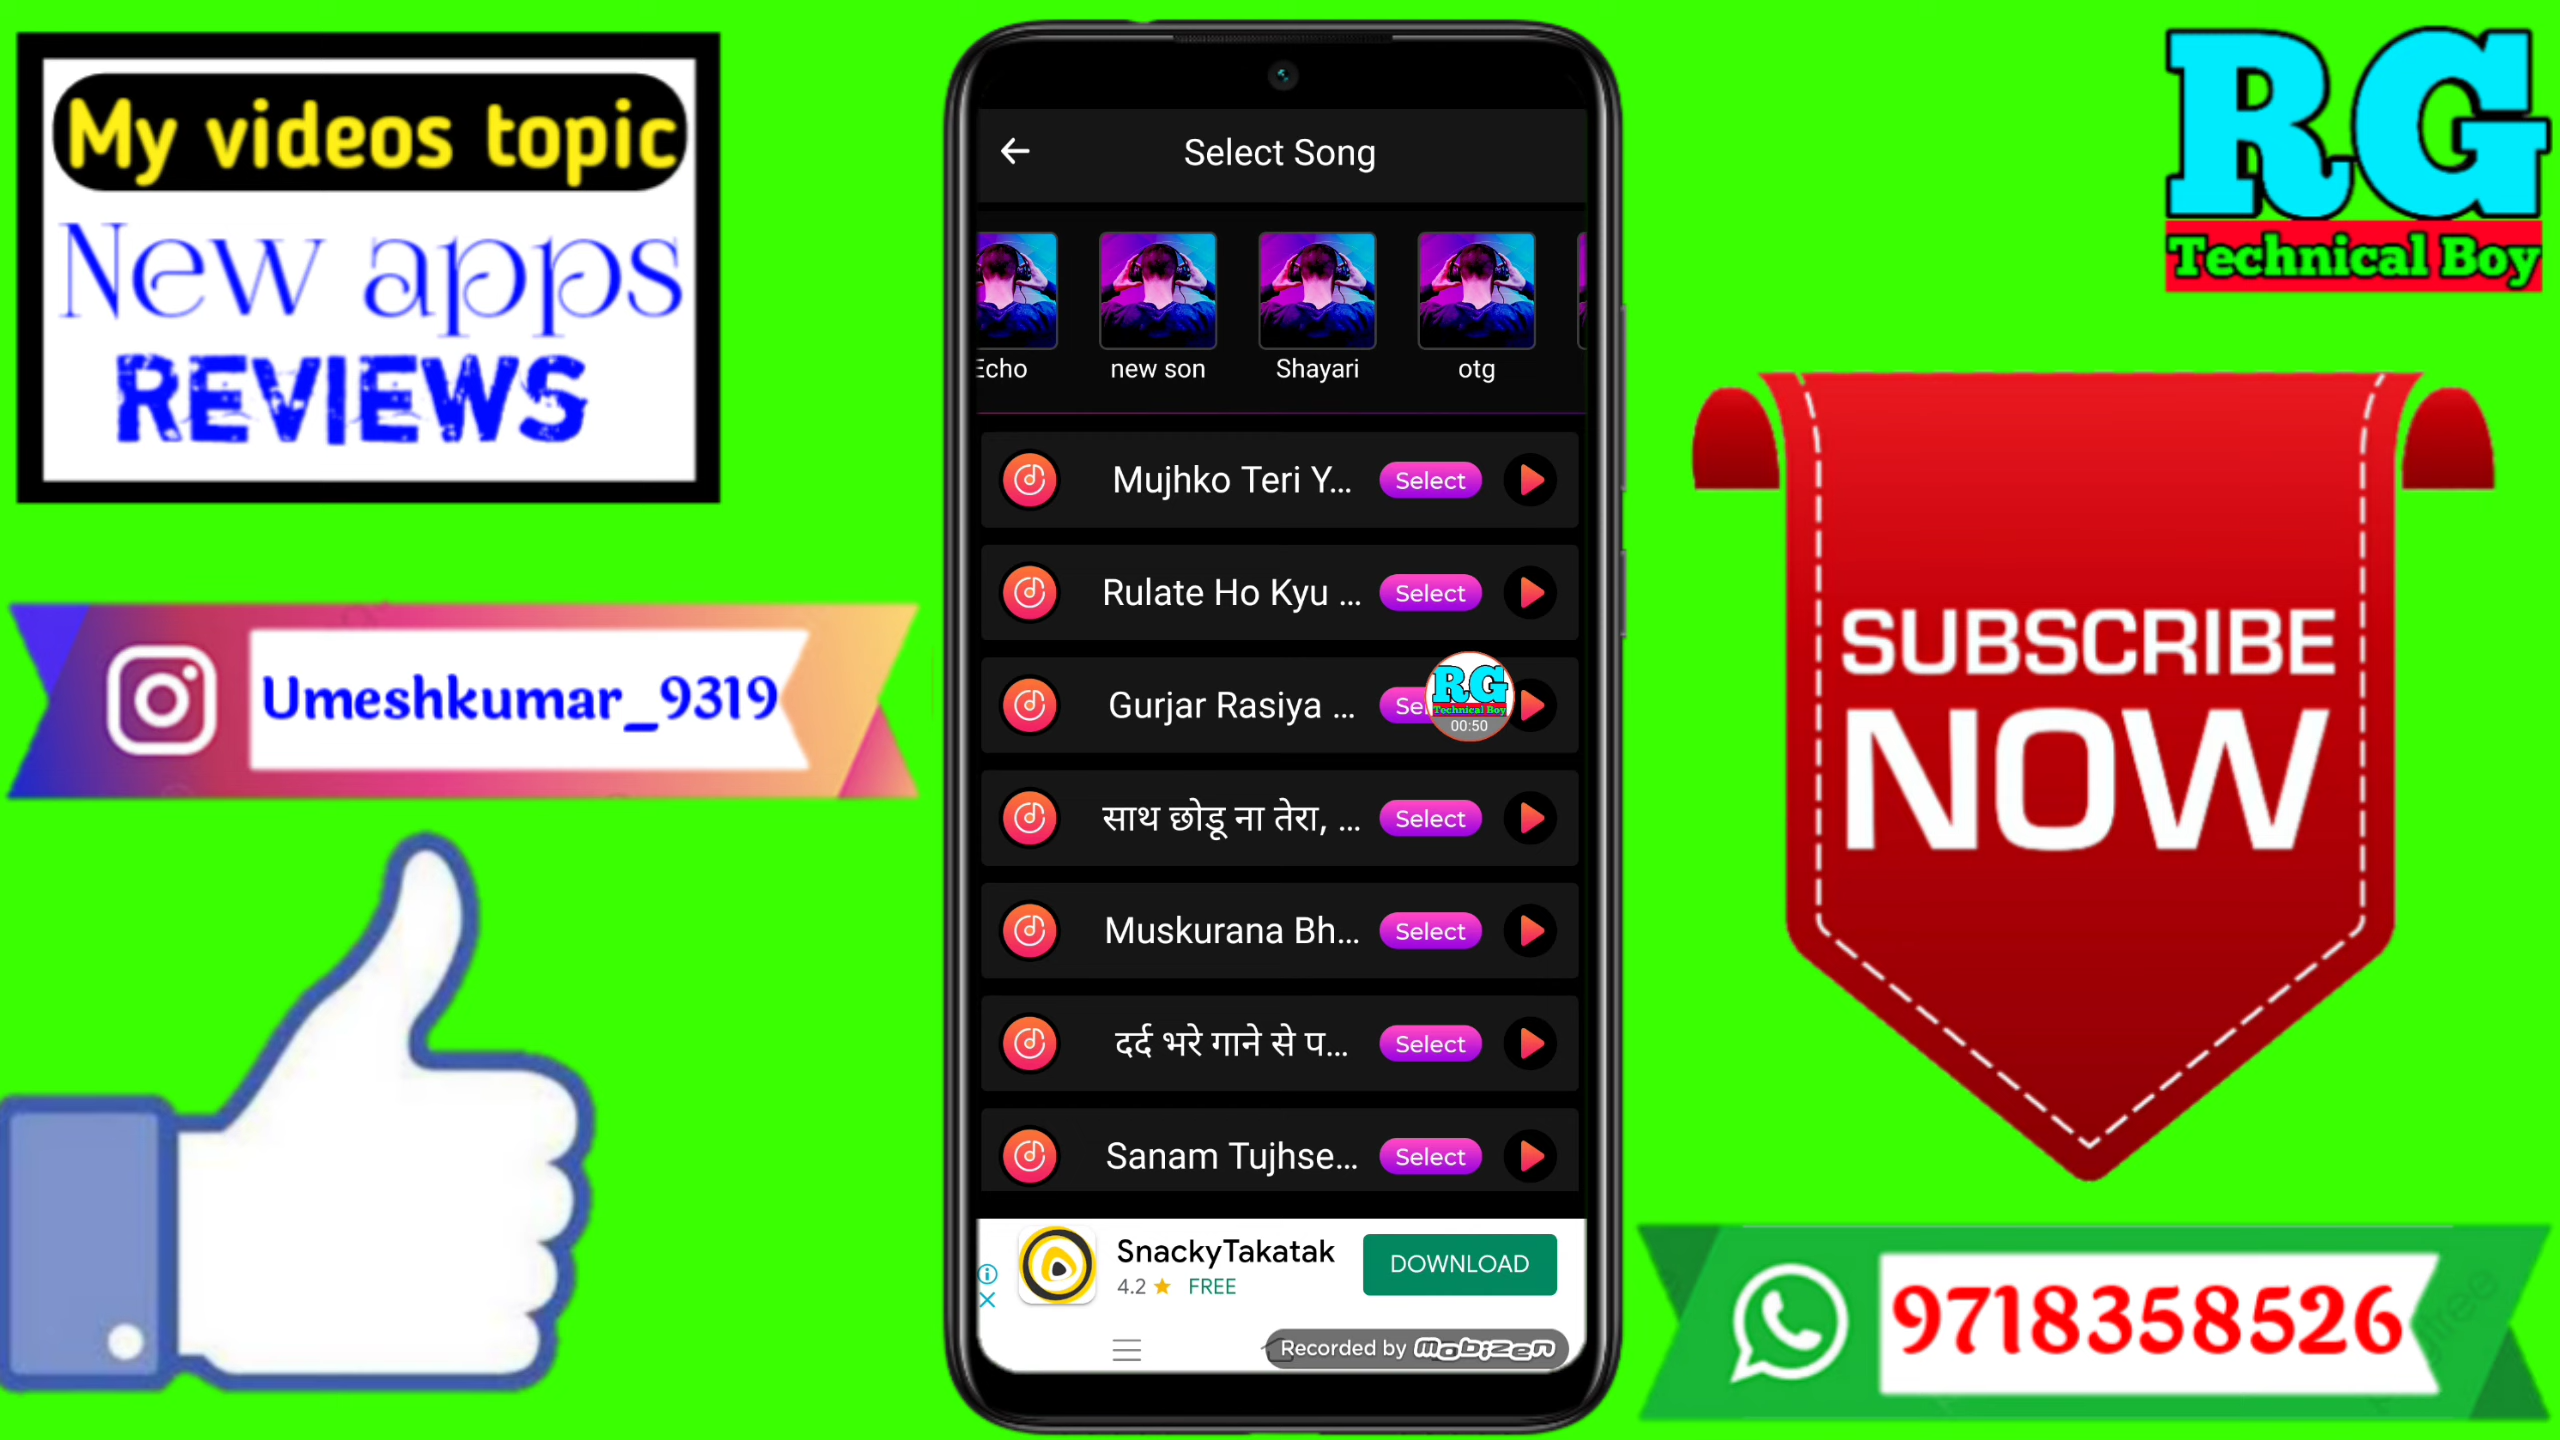 My videos topic
New apps
REVIEWS
Umeshkumar_9319
Select Song
Echo
new son
Shayari
otg
Mujhko Teri Y...
Select
Rulate Ho Kyu ...
Select
Gurjar Rasiya ...
Sel
RG
Technical Boy
00:50
साथ छोडू ना तेरा, ...
Select
Muskurana Bh...
Select
दर्द भरे गाने से प...
Select
Sanam Tujhse...
Select
SnackyTakatak
4.2 ★ FREE
DOWNLOAD
Recorded by mobizen
RG
Technical Boy
SUBSCRIBE
NOW
9718358526